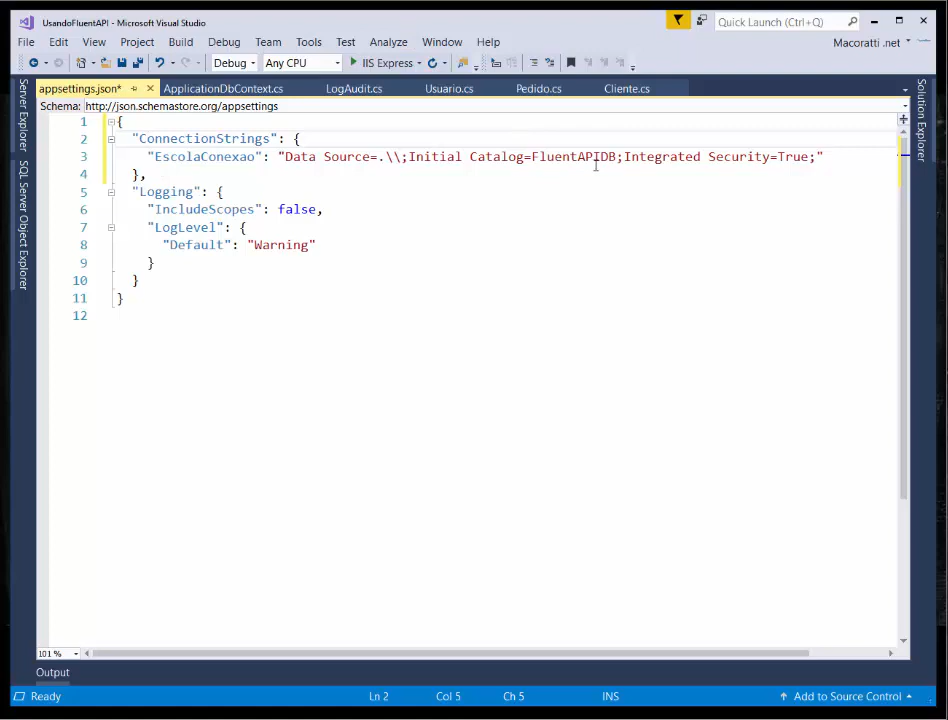 UsandoFluentAPI - Microsoft Visual Studio
Quick Launch (Ctrl+Q)
File Edit View Project Build Debug Team Tools Test Analyze Window Help
Macoratti .net
Debug Any CPU IIS Express
appsettings.json* ApplicationDbContext.cs LogAudit.cs Usuario.cs Pedido.cs Cliente.cs
Schema: http://json.schemastore.org/appsettings
Server Explorer
SQL Server Object Explorer
Solution Explorer
1 {
2 "ConnectionStrings": {
3 "EscolaConexao": "Data Source=.\\;Initial Catalog=FluentAPIDB;Integrated Security=True;"
4 },
5 "Logging": {
6 "IncludeScopes": false,
7 "LogLevel": {
8 "Default": "Warning"
9 }
10 }
11 }
12
101 %
Output
Ready Ln 2 Col 5 Ch 5 INS Add to Source Control